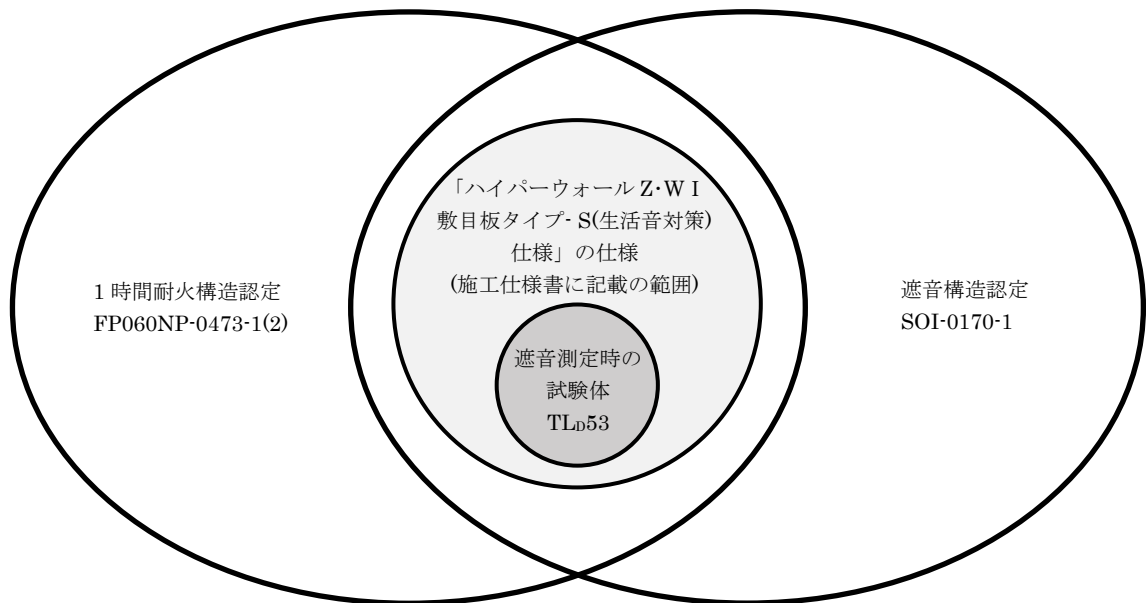 「ハイパーウォール Z･W I
敷目板タイプ- S(生活音対策)
仕様」の仕様
(施工仕様書に記載の範囲)
1 時間耐火構造認定
FP060NP-0473-1(2)
遮音構造認定
SOI-0170-1
遮音測定時の
試験体
TLD53